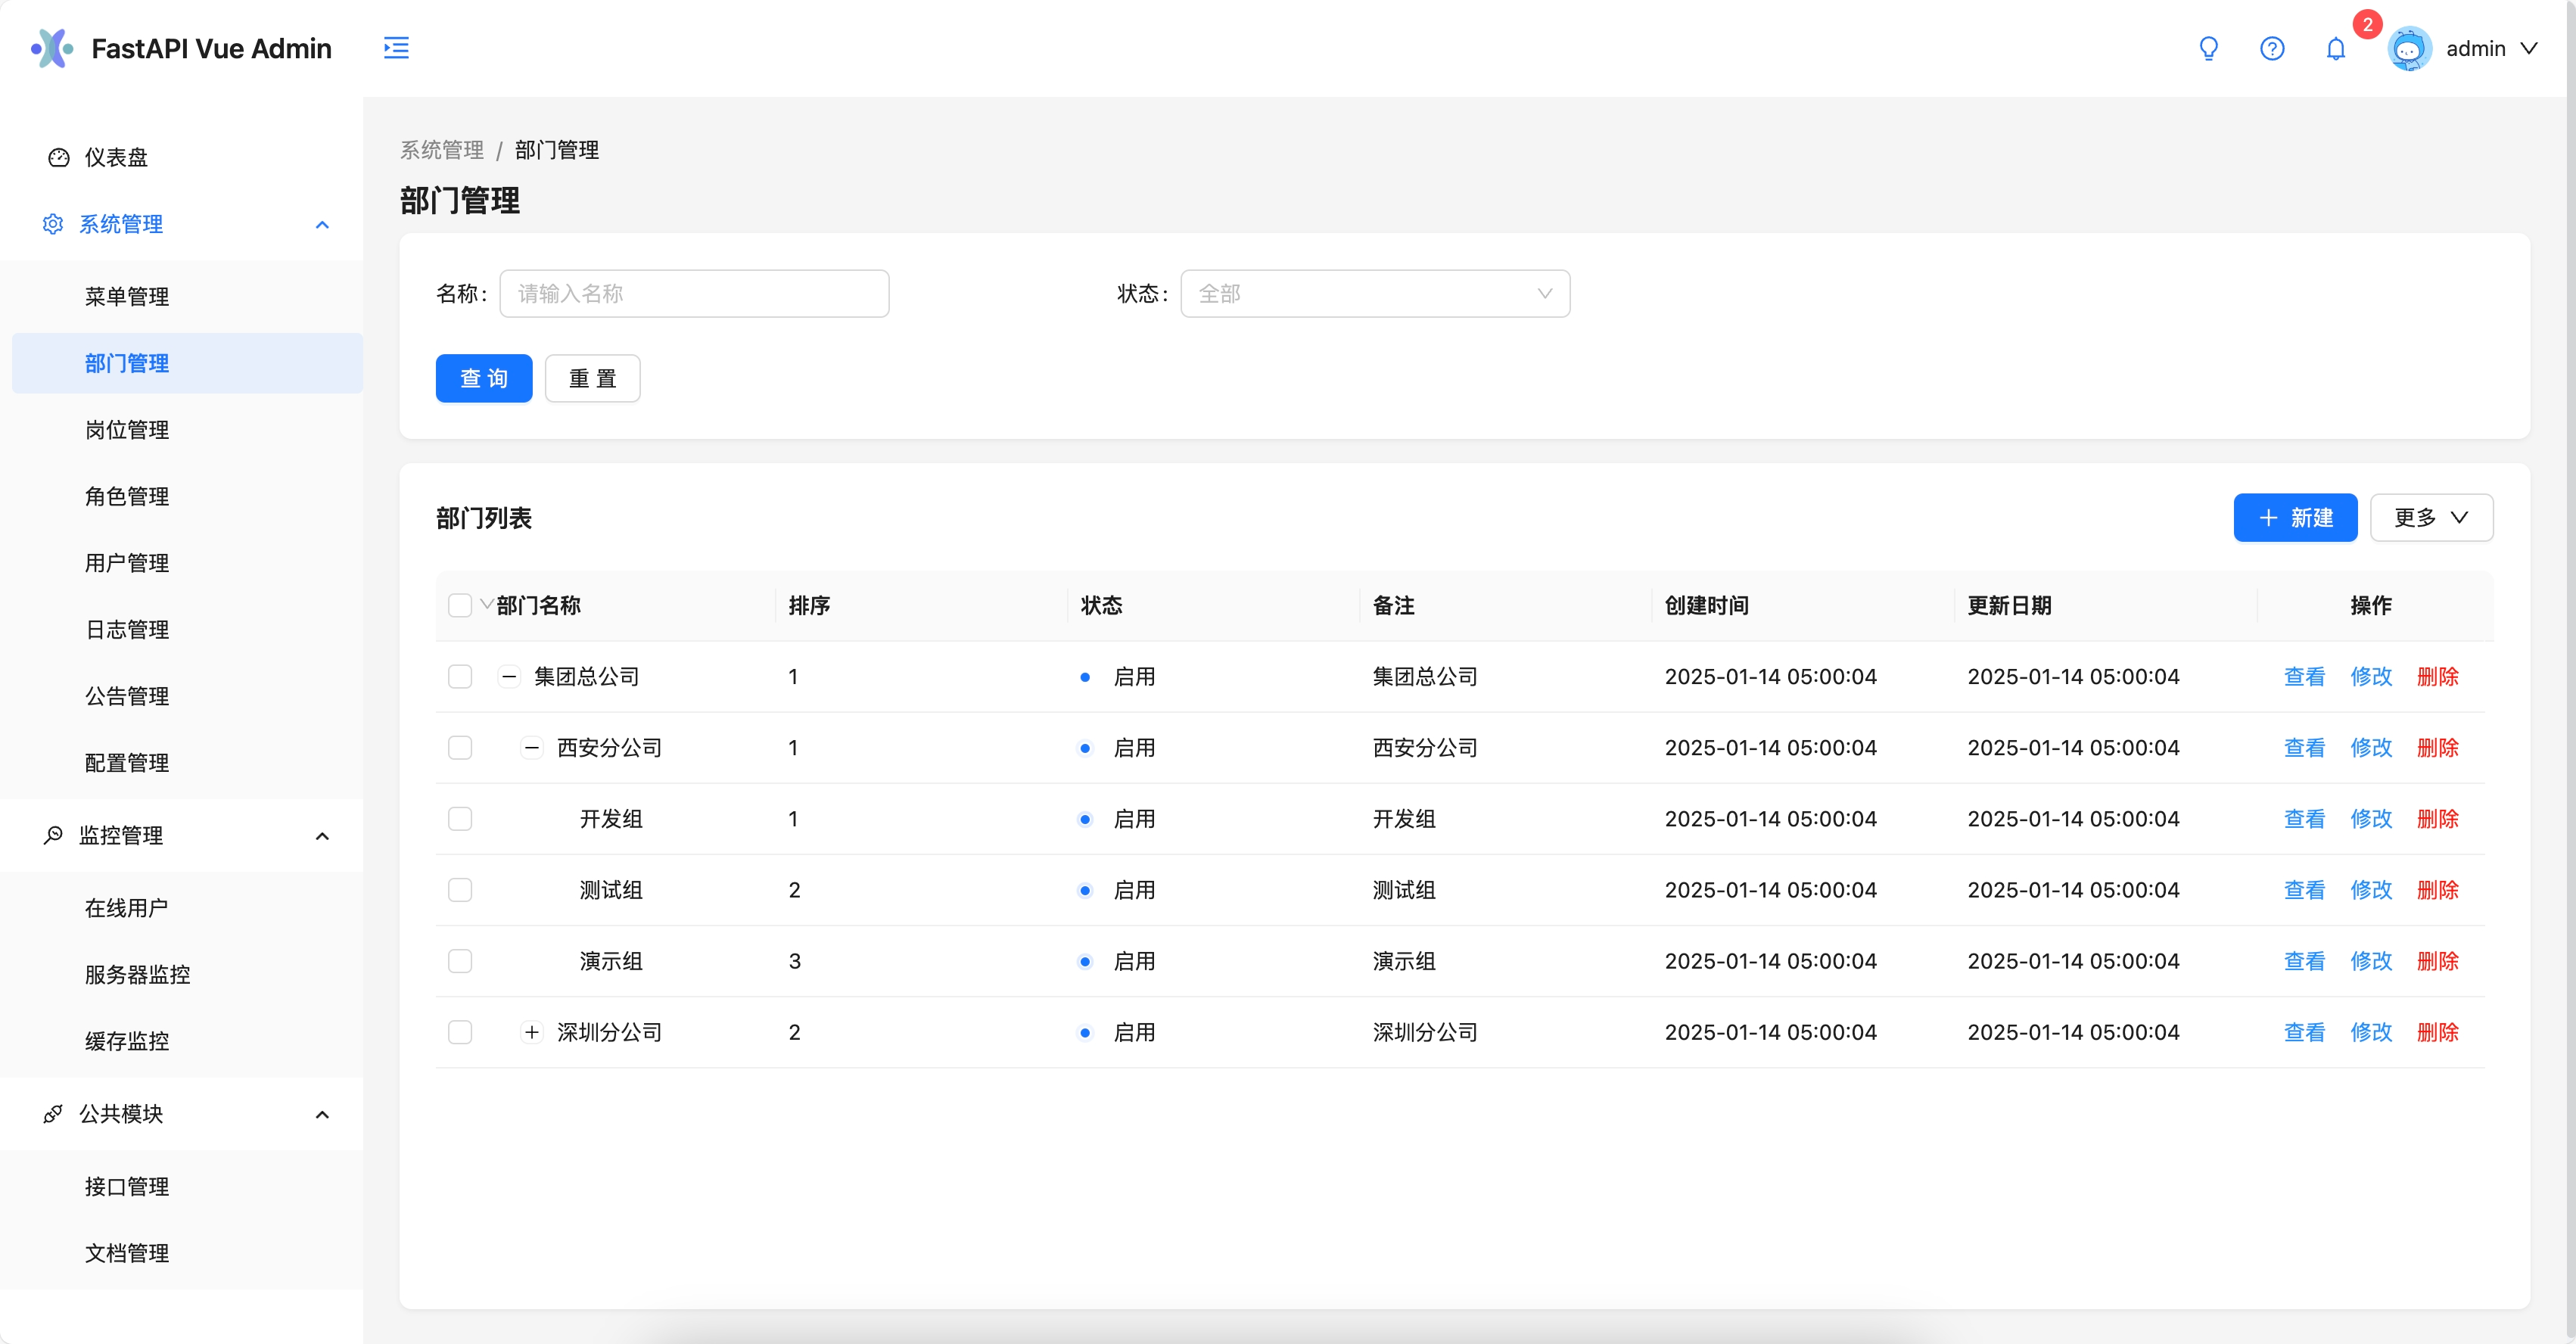 FastAPI Vue Admin
2
admin
仪表盘
系统管理
菜单管理
部门管理
岗位管理
角色管理
用户管理
日志管理
公告管理
配置管理
监控管理
在线用户
服务器监控
缓存监控
公共模块
接口管理
文档管理
系统管理 / 部门管理
部门管理
名称: 请输入名称 状态: 全部
查 询 重 置
部门列表 新建 更多
部门名称 排序 状态 备注 创建时间 更新日期 操作
集团总公司 1 启用 集团总公司 2025-01-14 05:00:04 2025-01-14 05:00:04 查看 修改 删除
西安分公司 1 启用 西安分公司 2025-01-14 05:00:04 2025-01-14 05:00:04 查看 修改 删除
开发组 1 启用 开发组 2025-01-14 05:00:04 2025-01-14 05:00:04 查看 修改 删除
测试组 2 启用 测试组 2025-01-14 05:00:04 2025-01-14 05:00:04 查看 修改 删除
演示组 3 启用 演示组 2025-01-14 05:00:04 2025-01-14 05:00:04 查看 修改 删除
深圳分公司 2 启用 深圳分公司 2025-01-14 05:00:04 2025-01-14 05:00:04 查看 修改 删除